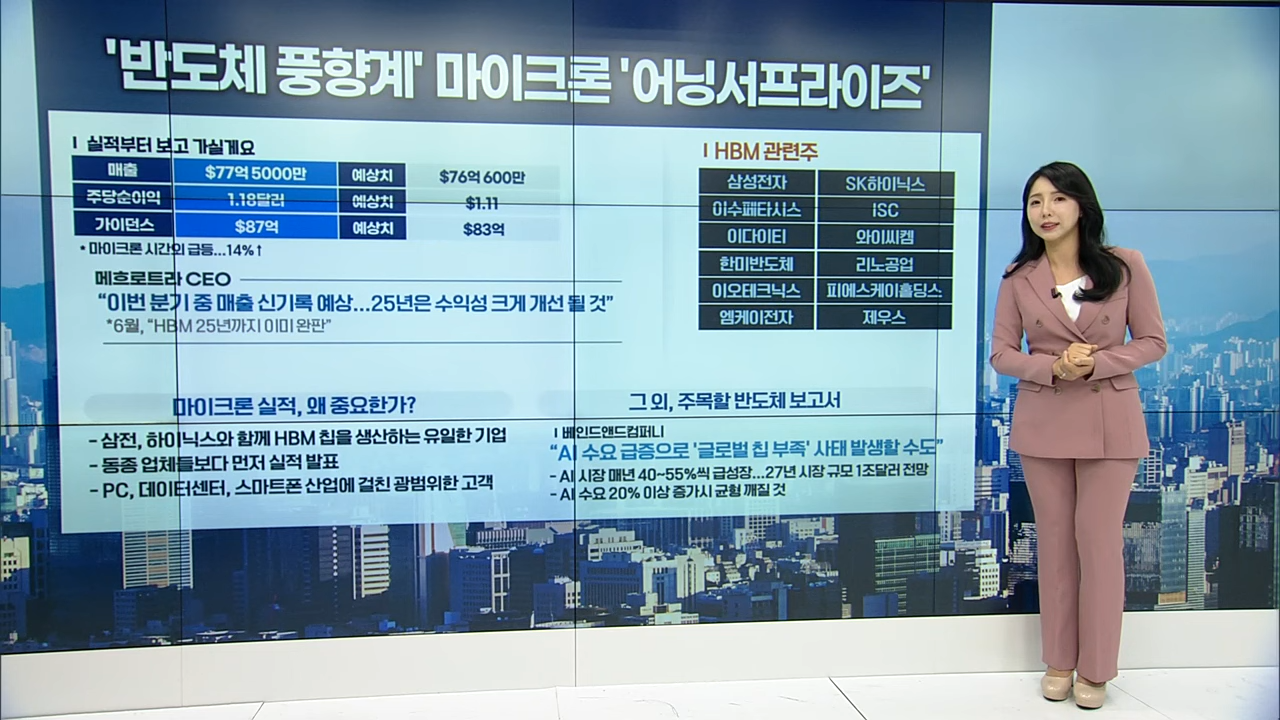 '반도체 풍향계' 마이크론 '어닝서프라이즈'
| 실적부터 보고 가실게요
매출 $77억 5000만 예상치 $76억 600만
주당순이익 1.18달러 예상치 $1.11
가이던스 $87억 예상치 $83억
* 마이크론 시간외 급등...14%↑
메흐로트라 CEO
"이번 분기 중 매출 신기록 예상...25년은 수익성 크게 개선 될 것"
*6월, "HBM 25년까지 이미 완판"
| HBM 관련주
삼성전자 SK하이닉스
이수페타시스 ISC
이다이티 와이씨켐
한미반도체 리노공업
이오테크닉스 피에스케이홀딩스
엠케이전자 제우스
마이크론 실적, 왜 중요한가?
- 삼전, 하이닉스와 함께 HBM 칩을 생산하는 유일한 기업
- 동종 업체들보다 먼저 실적 발표
- PC, 데이터센터, 스마트폰 산업에 걸친 광범위한 고객
그 외, 주목할 반도체 보고서
| 베인드앤드컴퍼니
"AI 수요 급증으로 '글로벌 칩 부족' 사태 발생할 수도"
- AI 시장 매년 40~55%씩 급성장...27년 시장 규모 1조달러 전망
- AI 수요 20% 이상 증가시 균형 깨질 것